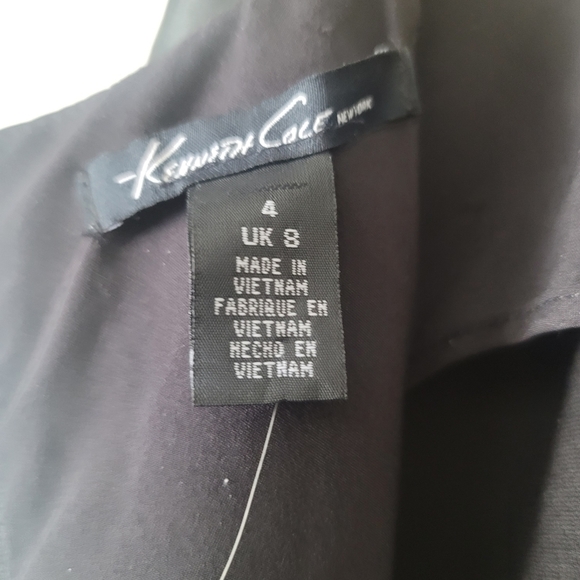 KENNETH COLE NEW YORK
4
UK 8
MADE IN
VIETNAM
FABRIQUE EN
VIETNAM
HECHO EN
VIETNAM